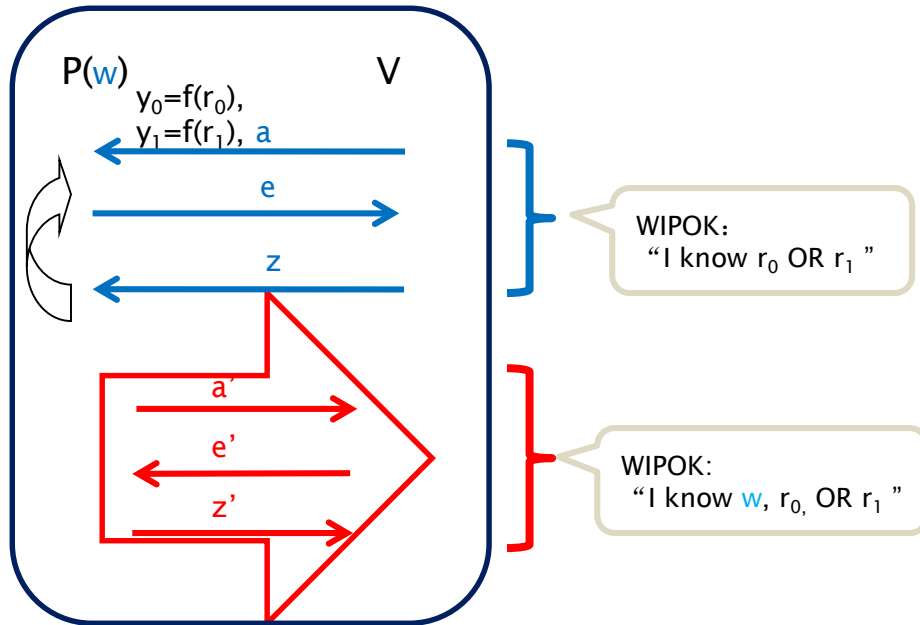 P(w) V
y₀=f(r₀),
y₁=f(r₁), a
e
z
WIPOK:
“I know r₀ OR r₁ ”
a’
e’
z’
WIPOK:
“I know w, r₀, OR r₁ ”